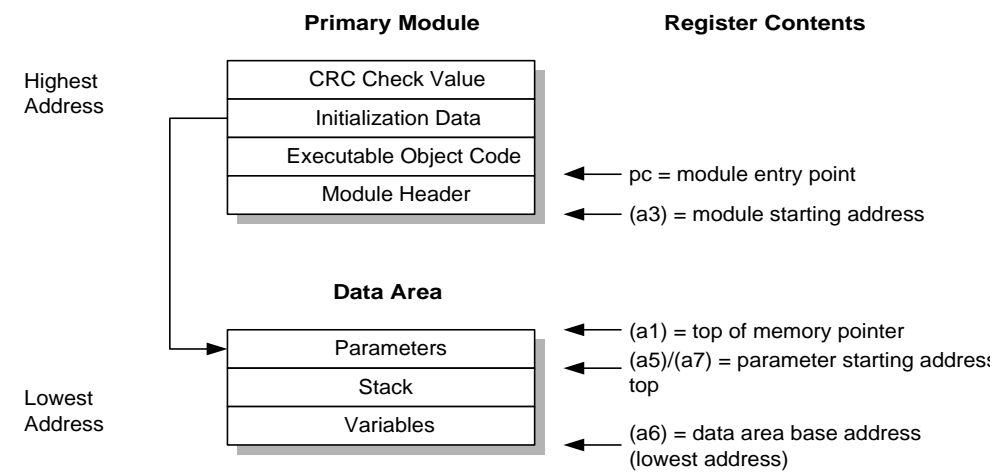 Primary Module
Register Contents
Highest
Address
CRC Check Value
Initialization Data
Executable Object Code
Module Header
pc = module entry point
(a3) = module starting address
Data Area
Parameters
Stack
Variables
(a1) = top of memory pointer
(a5)/(a7) = parameter starting address
top
Lowest
Address
(a6) = data area base address
(lowest address)